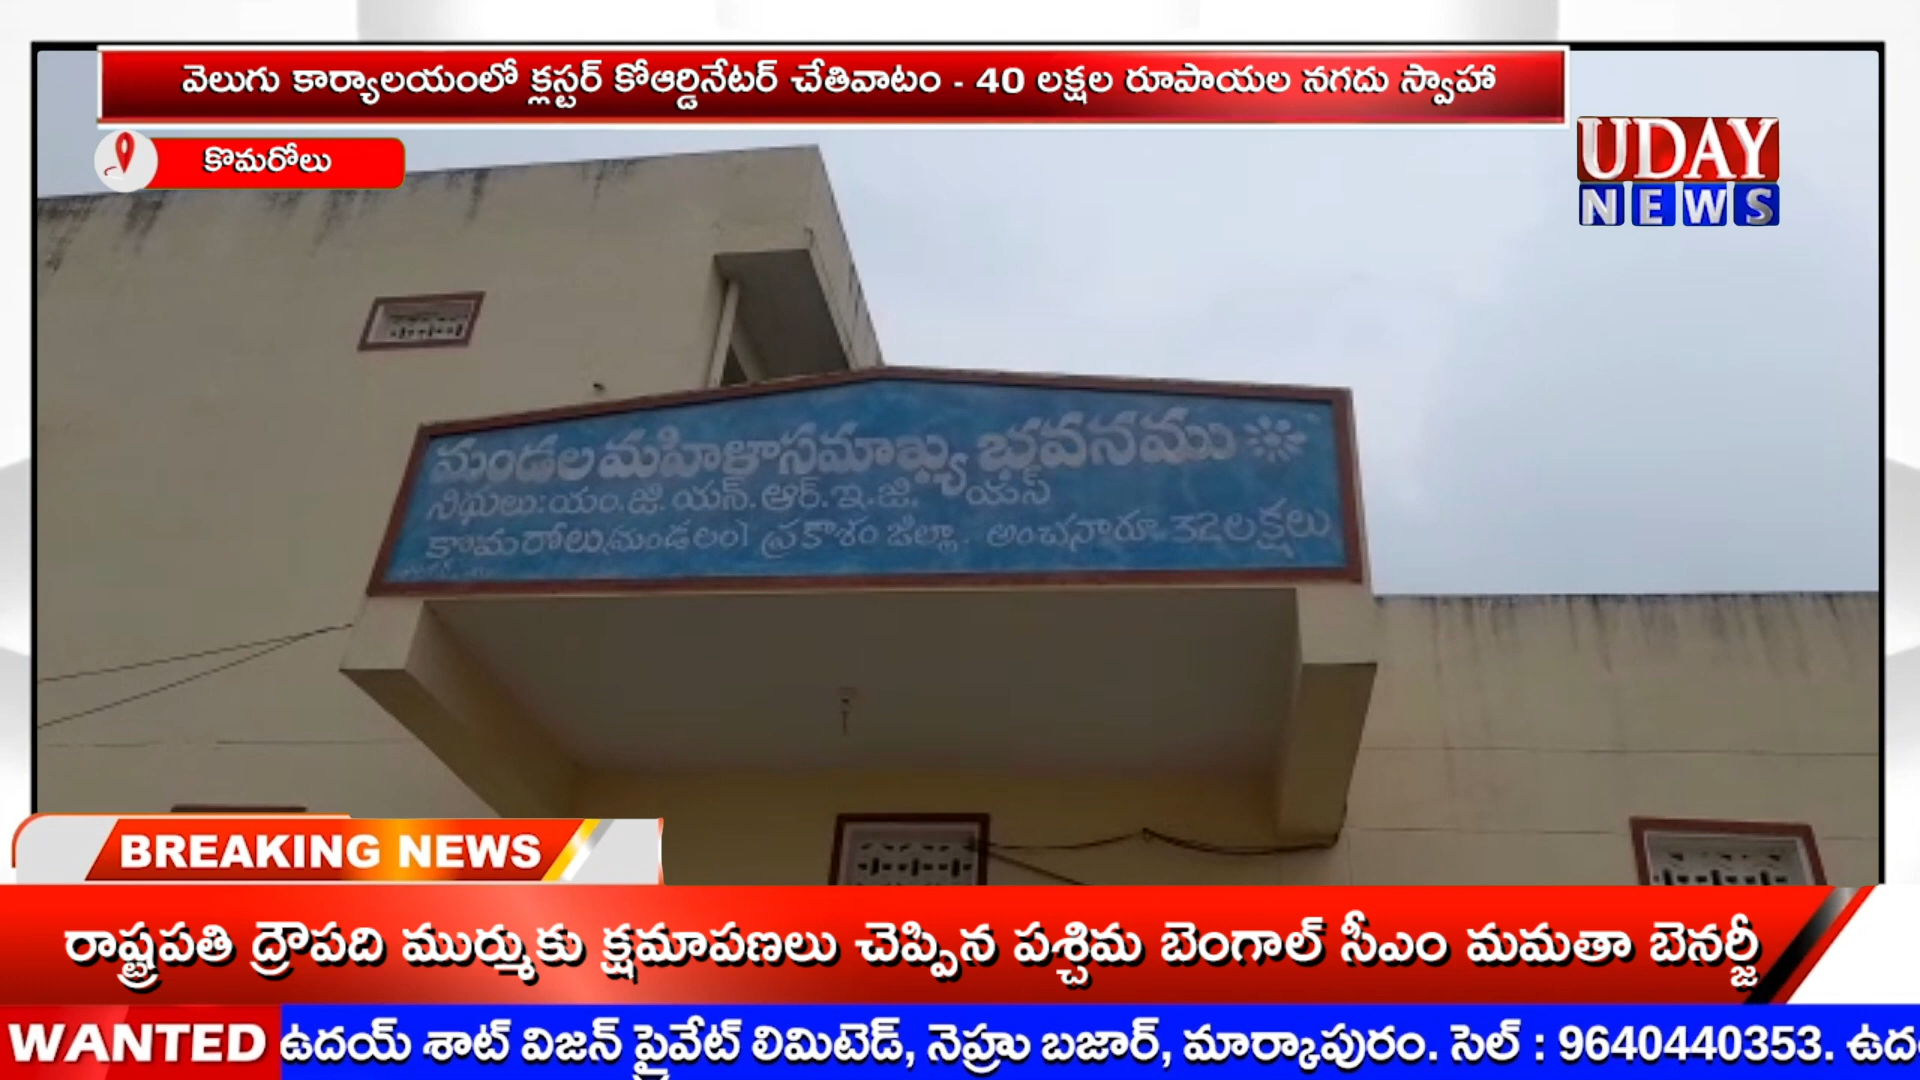 వెలుగు కార్యాలయంలో క్లస్టర్ కోఆర్డినేటర్ చేతివాటం - 40 లక్షల రూపాయల నగదు స్వాహా
కొమరోలు
UDAY
NEWS
మండల మహిళా సమాఖ్య భవనము
నిధులు: యం.జి.యన్.ఆర్.ఇ.జి. యస్
కొమరోలు(మండలం) ప్రకాశం జిల్లా. అంచనారూ. 32లక్షలు
BREAKING NEWS
రాష్ట్రపతి ద్రౌపది ముర్ముకు క్షమాపణలు చెప్పిన పశ్చిమ బెంగాల్ సీఎం మమతా బెనర్జీ
WANTED ఉదయ్ శాట్ విజన్ ప్రైవేట్ లిమిటెడ్, నెహ్రు బజార్, మార్కాపురం. సెల్ : 9640440353. ఉద